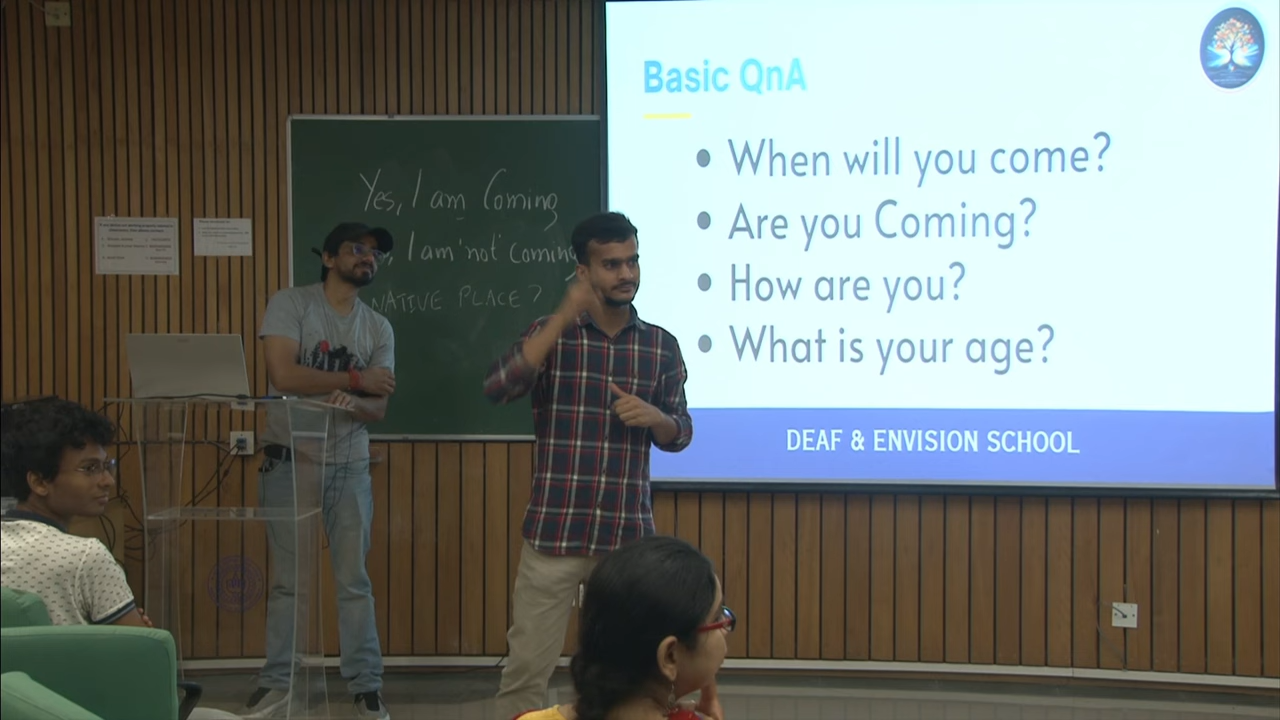 Yes, I am Coming
I am not coming
NATIVE PLACE?
Basic QnA
• When will you come?
• Are you Coming?
• How are you?
• What is your age?
DEAF & ENVISION SCHOOL